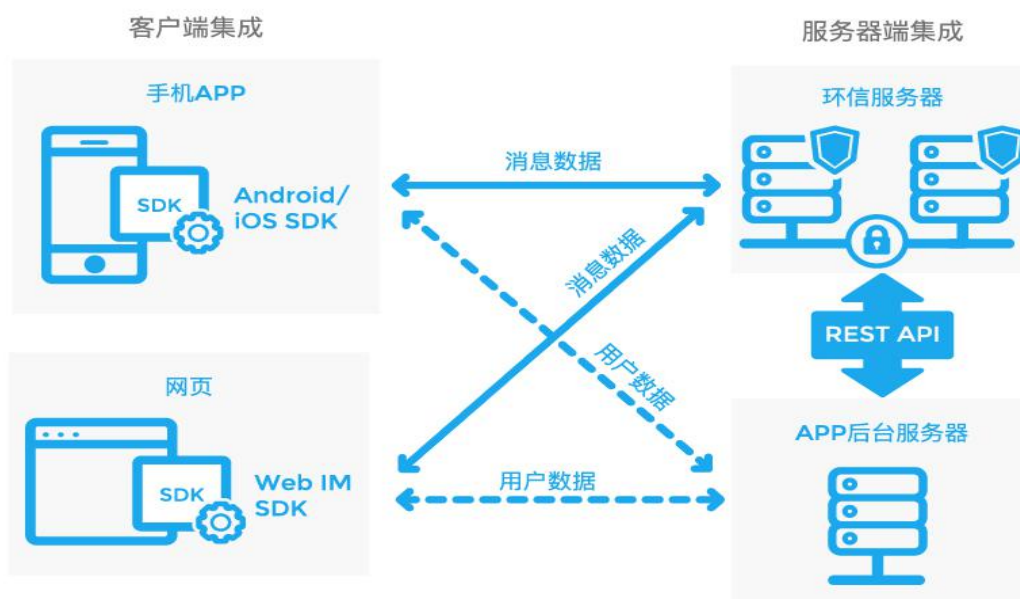 客户端集成
服务器端集成
手机APP
SDK
Android/
iOS SDK
消息数据
环信服务器
消息数据
用户数据
REST API
网页
SDK
Web IM
SDK
用户数据
APP后台服务器